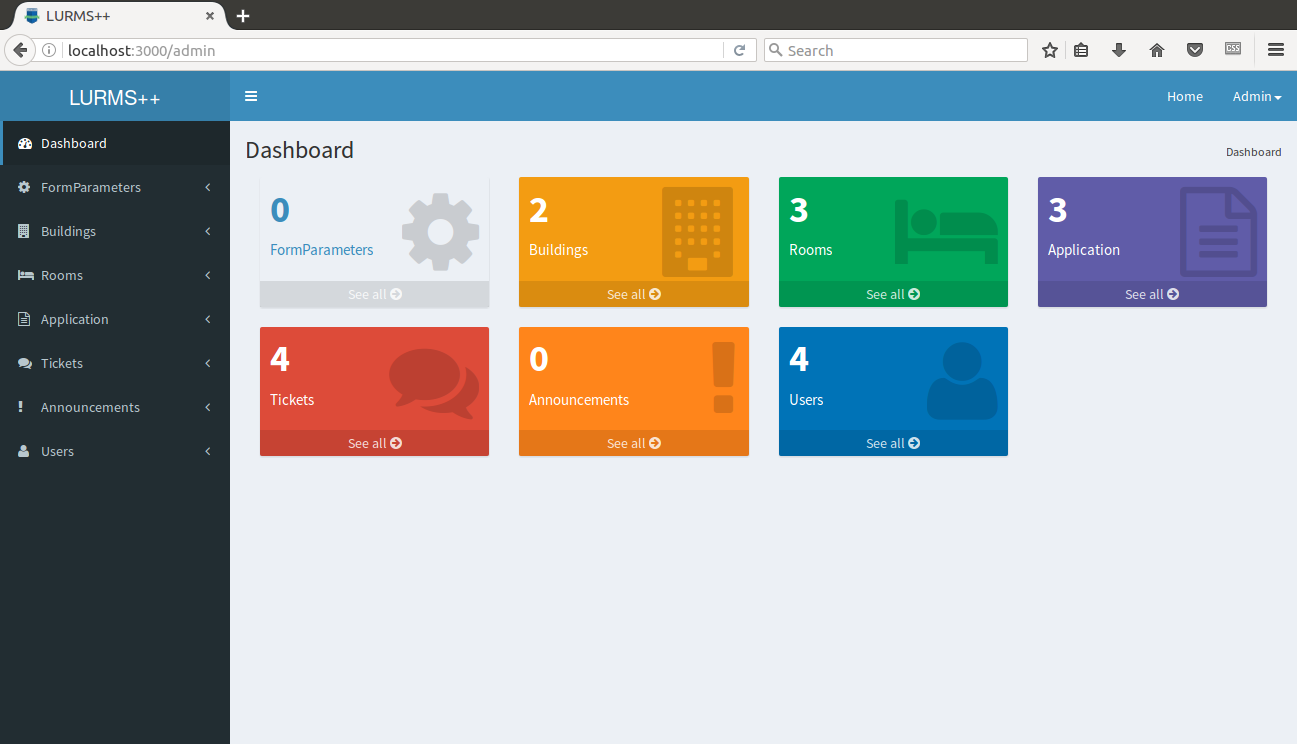 LURMS++
localhost:3000/admin
Search
CSS
LURMS++
Home
Admin
Dashboard
FormParameters
Buildings
Rooms
Application
Tickets
Announcements
Users
Dashboard
Dashboard
0
FormParameters
See all
2
Buildings
See all
3
Rooms
See all
3
Application
See all
4
Tickets
See all
0
Announcements
See all
4
Users
See all